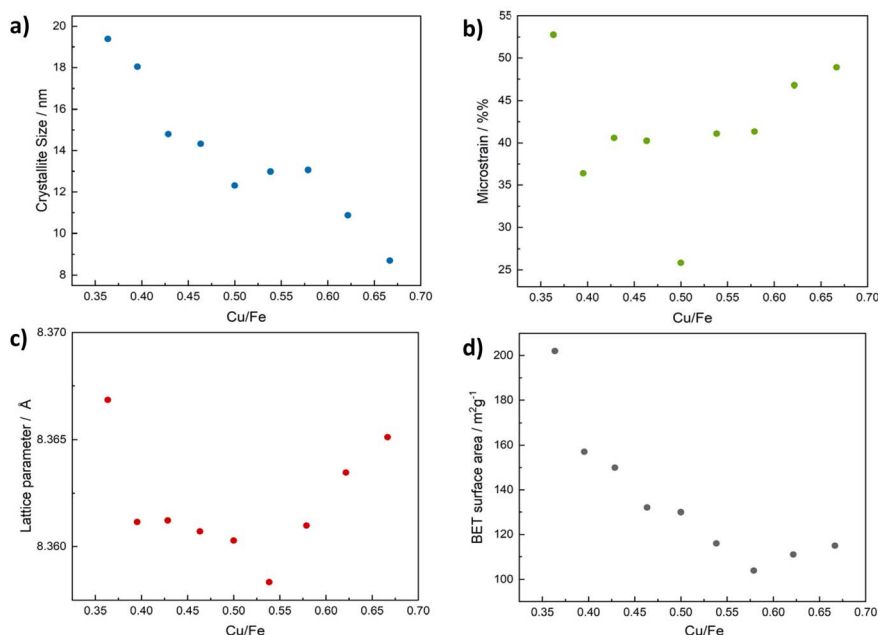 a)
20
18
16
14
12
10
8
Crystallite Size / nm
0.35 0.40 0.45 0.50 0.55 0.60 0.65 0.70
Cu/Fe
b)
55
50
45
40
35
30
25
Microstrain / %%
0.35 0.40 0.45 0.50 0.55 0.60 0.65 0.70
Cu/Fe
c)
8.370
8.365
8.360
Lattice parameter / Å
0.35 0.40 0.45 0.50 0.55 0.60 0.65 0.70
Cu/Fe
d)
200
180
160
140
120
100
BET surface area / m²g⁻¹
0.35 0.40 0.45 0.50 0.55 0.60 0.65 0.70
Cu/Fe